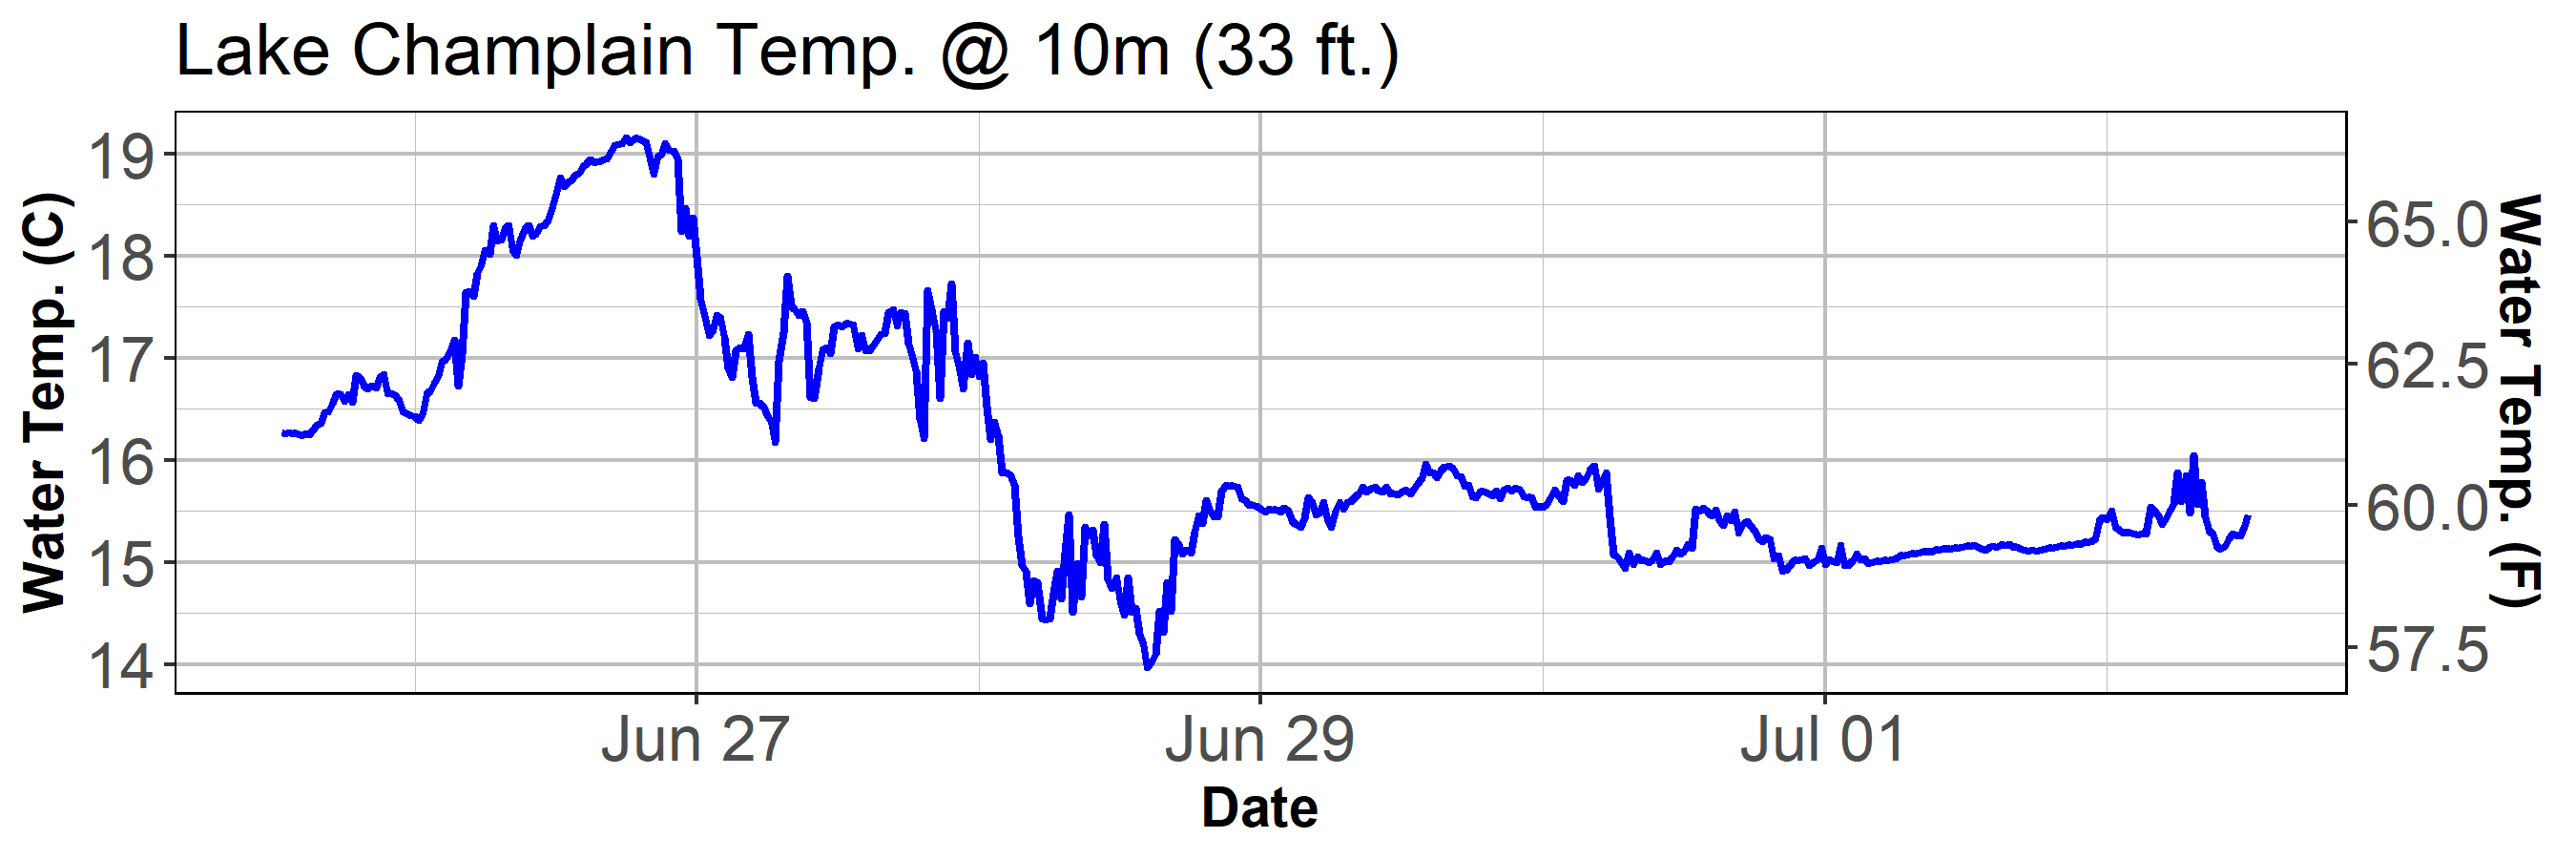 Lake Champlain Temp. @ 10m (33 ft.)
Water Temp. (C)
19
18
17
16
15
14
65.0
62.5
60.0
57.5
Water Temp. (F)
Jun 27
Jun 29
Jul 01
Date